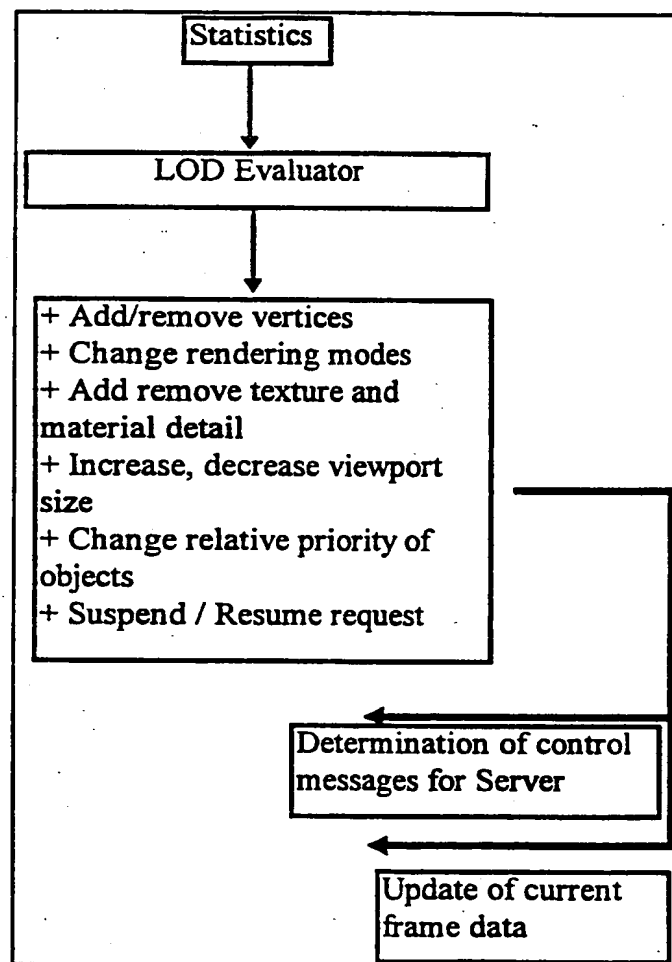 Statistics
LOD Evaluator
+ Add/remove vertices
+ Change rendering modes
+ Add remove texture and
material detail
+ Increase, decrease viewport
size
+ Change relative priority of
objects
+ Suspend / Resume request
Determination of control
messages for Server
Update of current
frame data